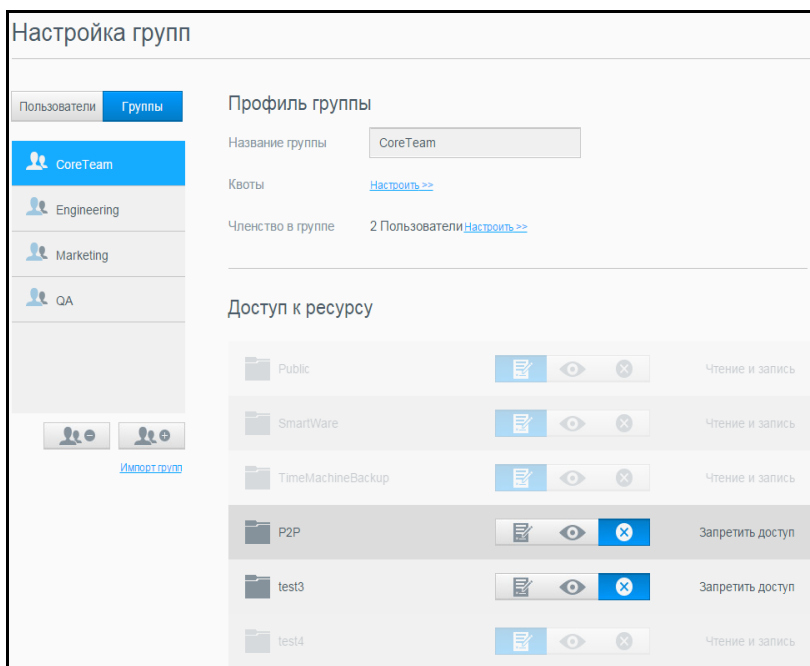 Настройка групп
Пользователи Группы
CoreTeam
Engineering
Marketing
QA
Импорт групп
Профиль группы
Название группы CoreTeam
Квоты Настроить >>
Членство в группе 2 Пользователи Настроить >>
Доступ к ресурсу
Public Чтение и запись
SmartWare Чтение и запись
TimeMachineBackup Чтение и запись
P2P Запретить доступ
test3 Запретить доступ
test4 Чтение и запись